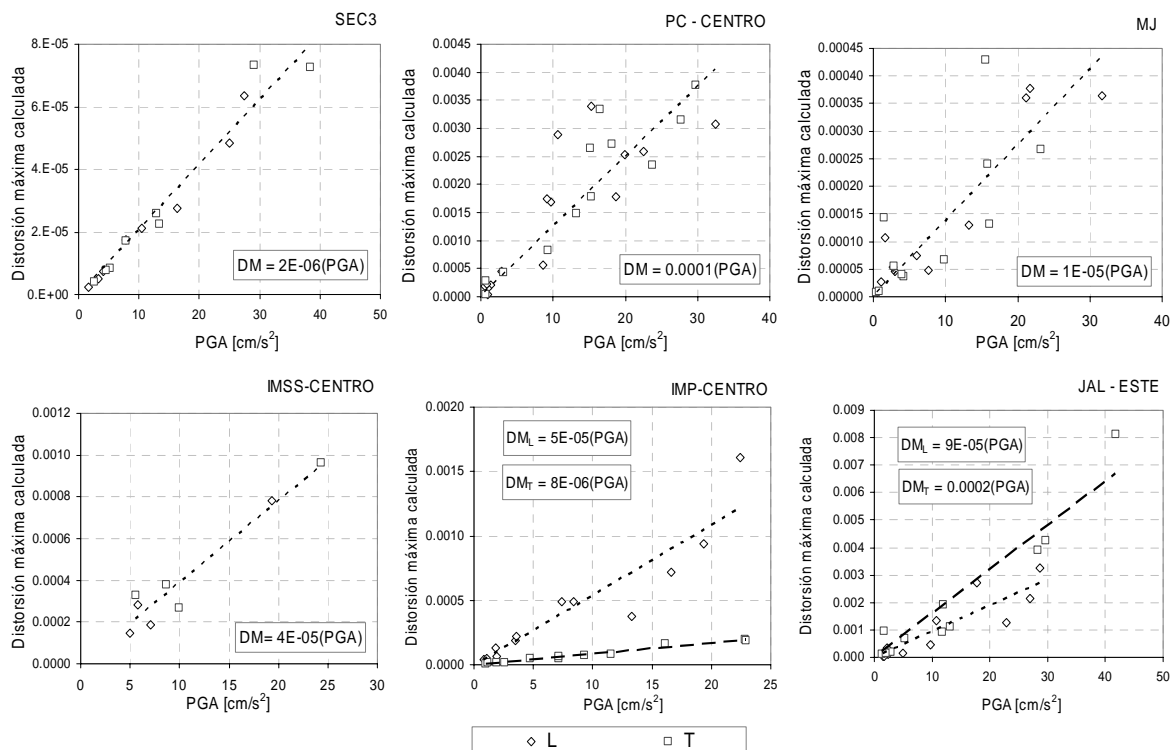 SEC3
8.E-05
6.E-05
4.E-05
2.E-05
0.E+00
Distorsión máxima calculada
DM = 2E-06(PGA)
0 10 20 30 40 50
PGA [cm/s²]
PC - CENTRO
0.0045
0.0040
0.0035
0.0030
0.0025
0.0020
0.0015
0.0010
0.0005
0.0000
Distorsión máxima calculada
DM = 0.0001(PGA)
0 10 20 30 40
PGA [cm/s²]
MJ
0.00045
0.00040
0.00035
0.00030
0.00025
0.00020
0.00015
0.00010
0.00005
0.00000
Distorsión máxima calculada
DM = 1E-05(PGA)
0 10 20 30 40
PGA [cm/s²]
IMSS-CENTRO
0.0012
0.0010
0.0008
0.0006
0.0004
0.0002
0.0000
Distorsión máxima calculada
DM= 4E-05(PGA)
0 5 10 15 20 25 30
PGA [cm/s²]
IMP-CENTRO
0.0020
0.0015
0.0010
0.0005
0.0000
Distorsión máxima calculada
DML = 5E-05(PGA)
DMT = 8E-06(PGA)
0 5 10 15 20 25
PGA [cm/s²]
JAL - ESTE
0.009
0.008
0.007
0.006
0.005
0.004
0.003
0.002
0.001
0.000
Distorsión máxima calculada
DML = 9E-05(PGA)
DMT = 0.0002(PGA)
0 10 20 30 40 50
PGA [cm/s²]
L T